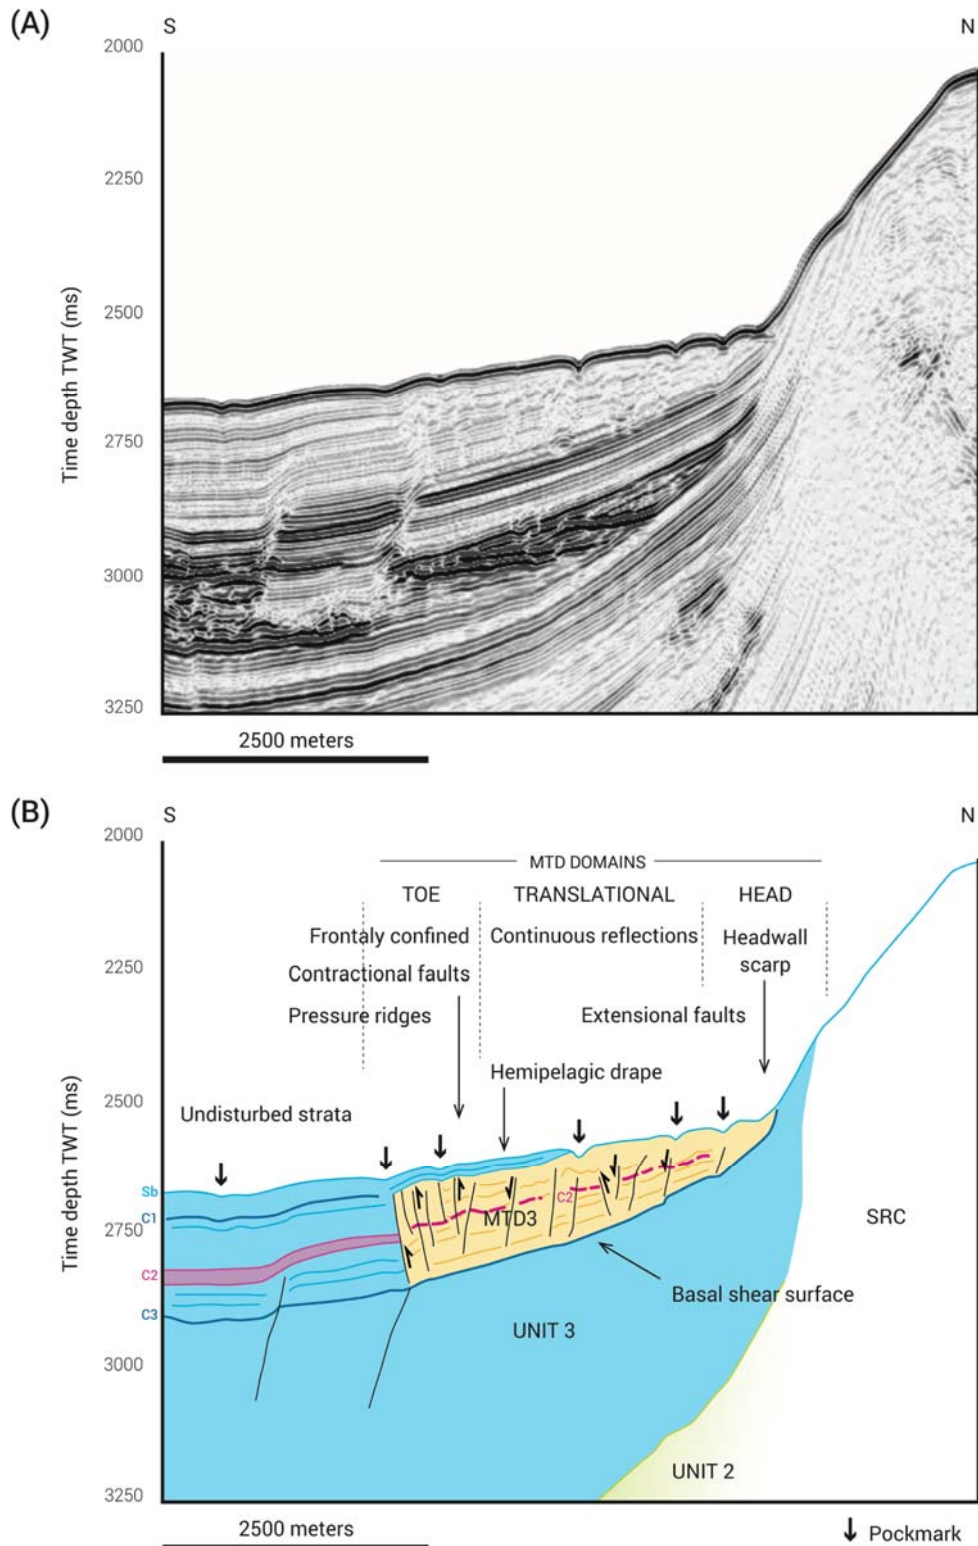 (A)
S
N
2000
2250
2500
2750
3000
3250
Time depth TWT (ms)
2500 meters
(B)
S
N
2000
2250
2500
2750
3000
3250
Time depth TWT (ms)
MTD DOMAINS
TOE
TRANSLATIONAL
HEAD
Frontaly confined
Continuous reflections
Headwall
scarp
Contractional faults
Pressure ridges
Extensional faults
Hemipelagic drape
Undisturbed strata
Sb
C1
C2
C3
C2
MTD3
SRC
Basal shear surface
UNIT 3
UNIT 2
2500 meters
Pockmark